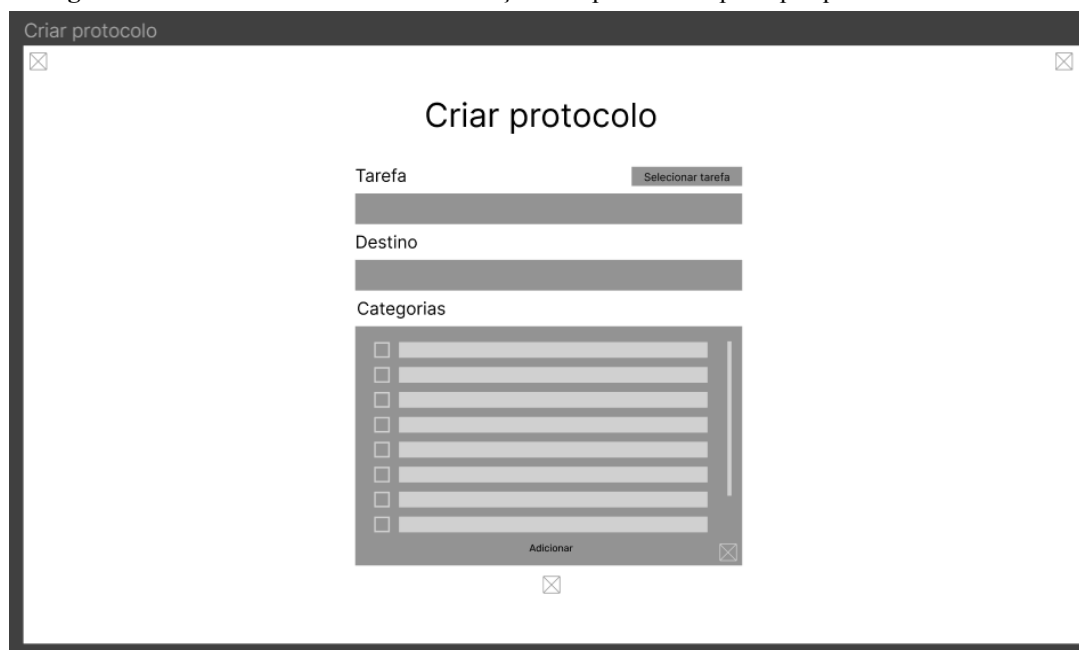 Criar protocolo
Criar protocolo
Tarefa
Selecionar tarefa
Destino
Categorias
Adicionar